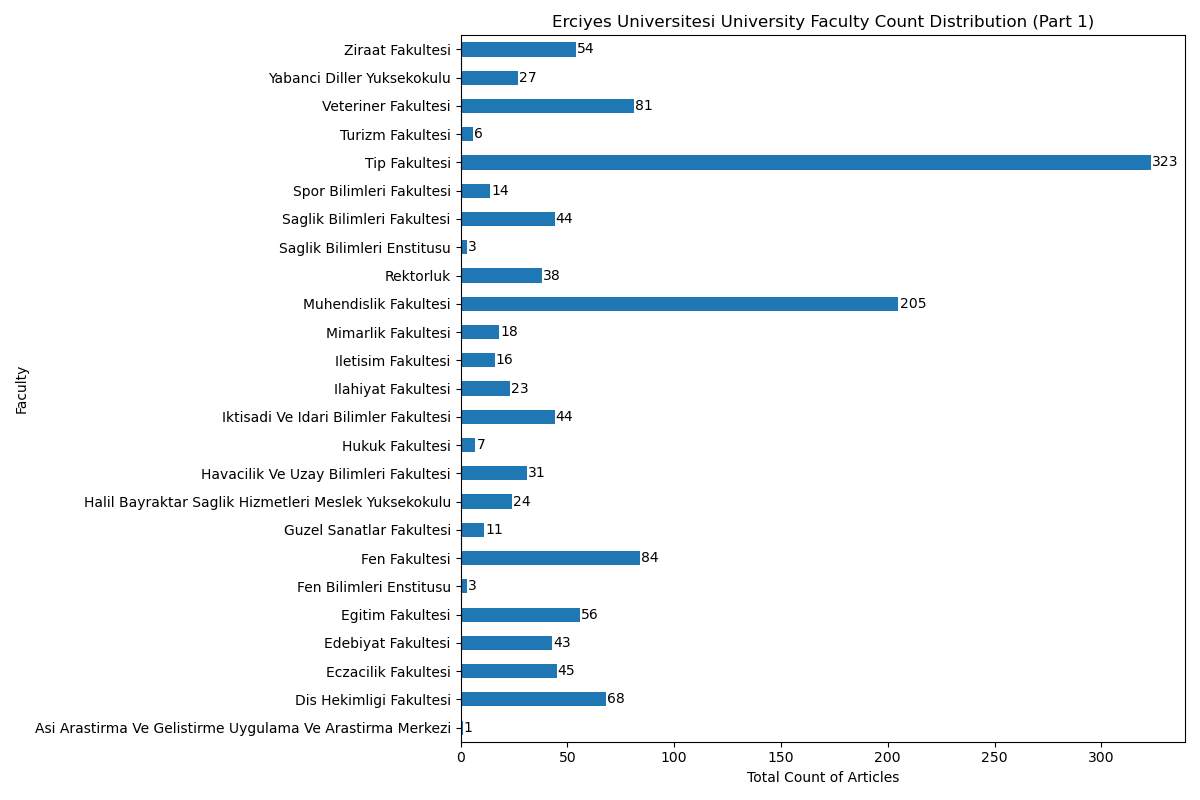 Erciyes Universitesi University Faculty Count Distribution (Part 1)
Faculty
Ziraat Fakultesi 54
Yabanci Diller Yuksekokulu 27
Veteriner Fakultesi 81
Turizm Fakultesi 6
Tip Fakultesi 323
Spor Bilimleri Fakultesi 14
Saglik Bilimleri Fakultesi 44
Saglik Bilimleri Enstitusu 3
Rektorluk 38
Muhendislik Fakultesi 205
Mimarlik Fakultesi 18
Iletisim Fakultesi 16
Ilahiyat Fakultesi 23
Iktisadi Ve Idari Bilimler Fakultesi 44
Hukuk Fakultesi 7
Havacilik Ve Uzay Bilimleri Fakultesi 31
Halil Bayraktar Saglik Hizmetleri Meslek Yuksekokulu 24
Guzel Sanatlar Fakultesi 11
Fen Fakultesi 84
Fen Bilimleri Enstitusu 3
Egitim Fakultesi 56
Edebiyat Fakultesi 43
Eczacilik Fakultesi 45
Dis Hekimligi Fakultesi 68
Asi Arastirma Ve Gelistirme Uygulama Ve Arastirma Merkezi 1
0 50 100 150 200 250 300
Total Count of Articles